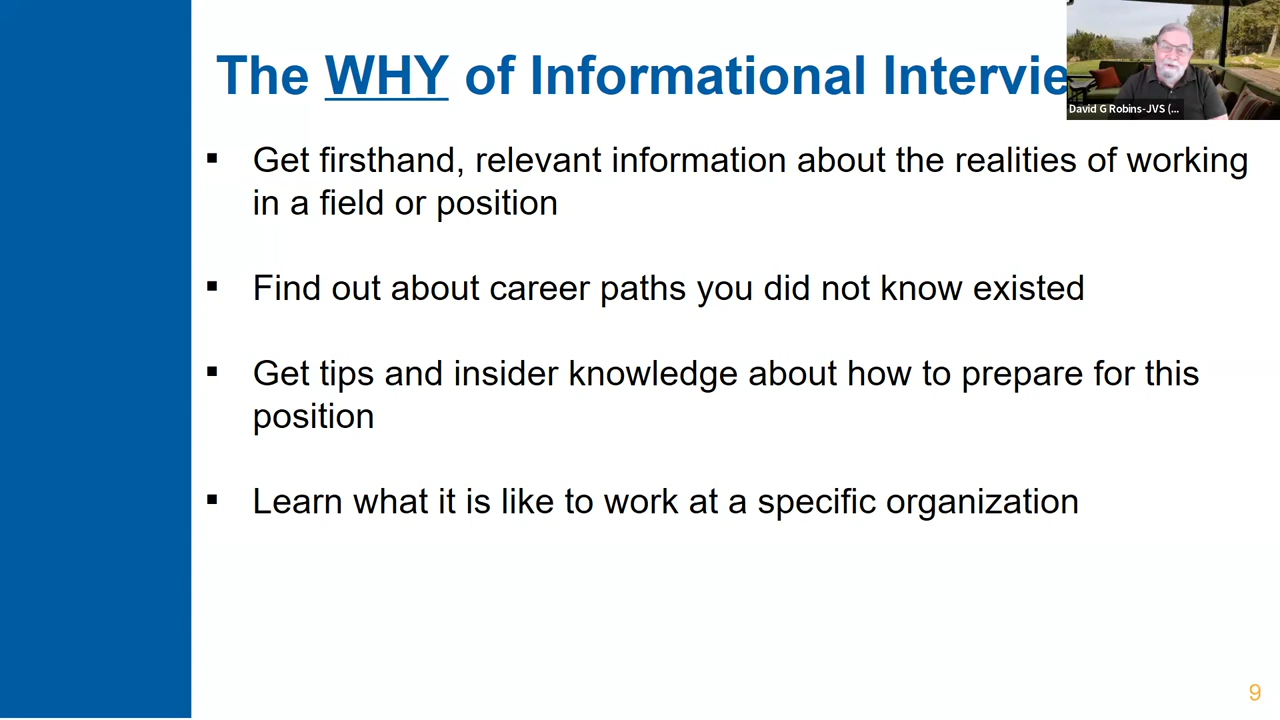 The WHY of Informational Intervie
David G Robins-JVS (...
▪ Get firsthand, relevant information about the realities of working
in a field or position
▪ Find out about career paths you did not know existed
▪ Get tips and insider knowledge about how to prepare for this
position
▪ Learn what it is like to work at a specific organization
9